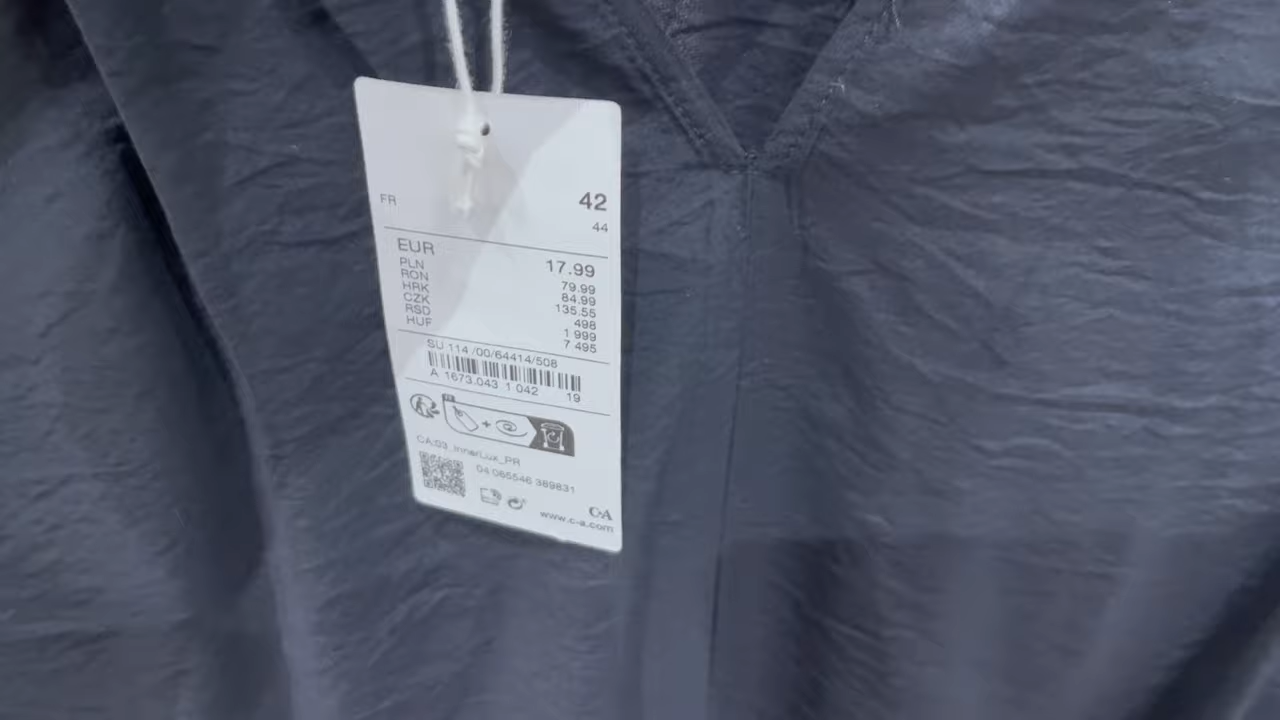 42
FR
44
EUR 17.99
PLN 79.99
RON 84.99
HRK 135.55
CZK 498
RSD 1 999
HUF 7 495
SU 114 /00/64414/508
A 1673.043 1 042 19
CA:03_InnerLux_PR
04 065546 389831
C&A
www.c-a.com